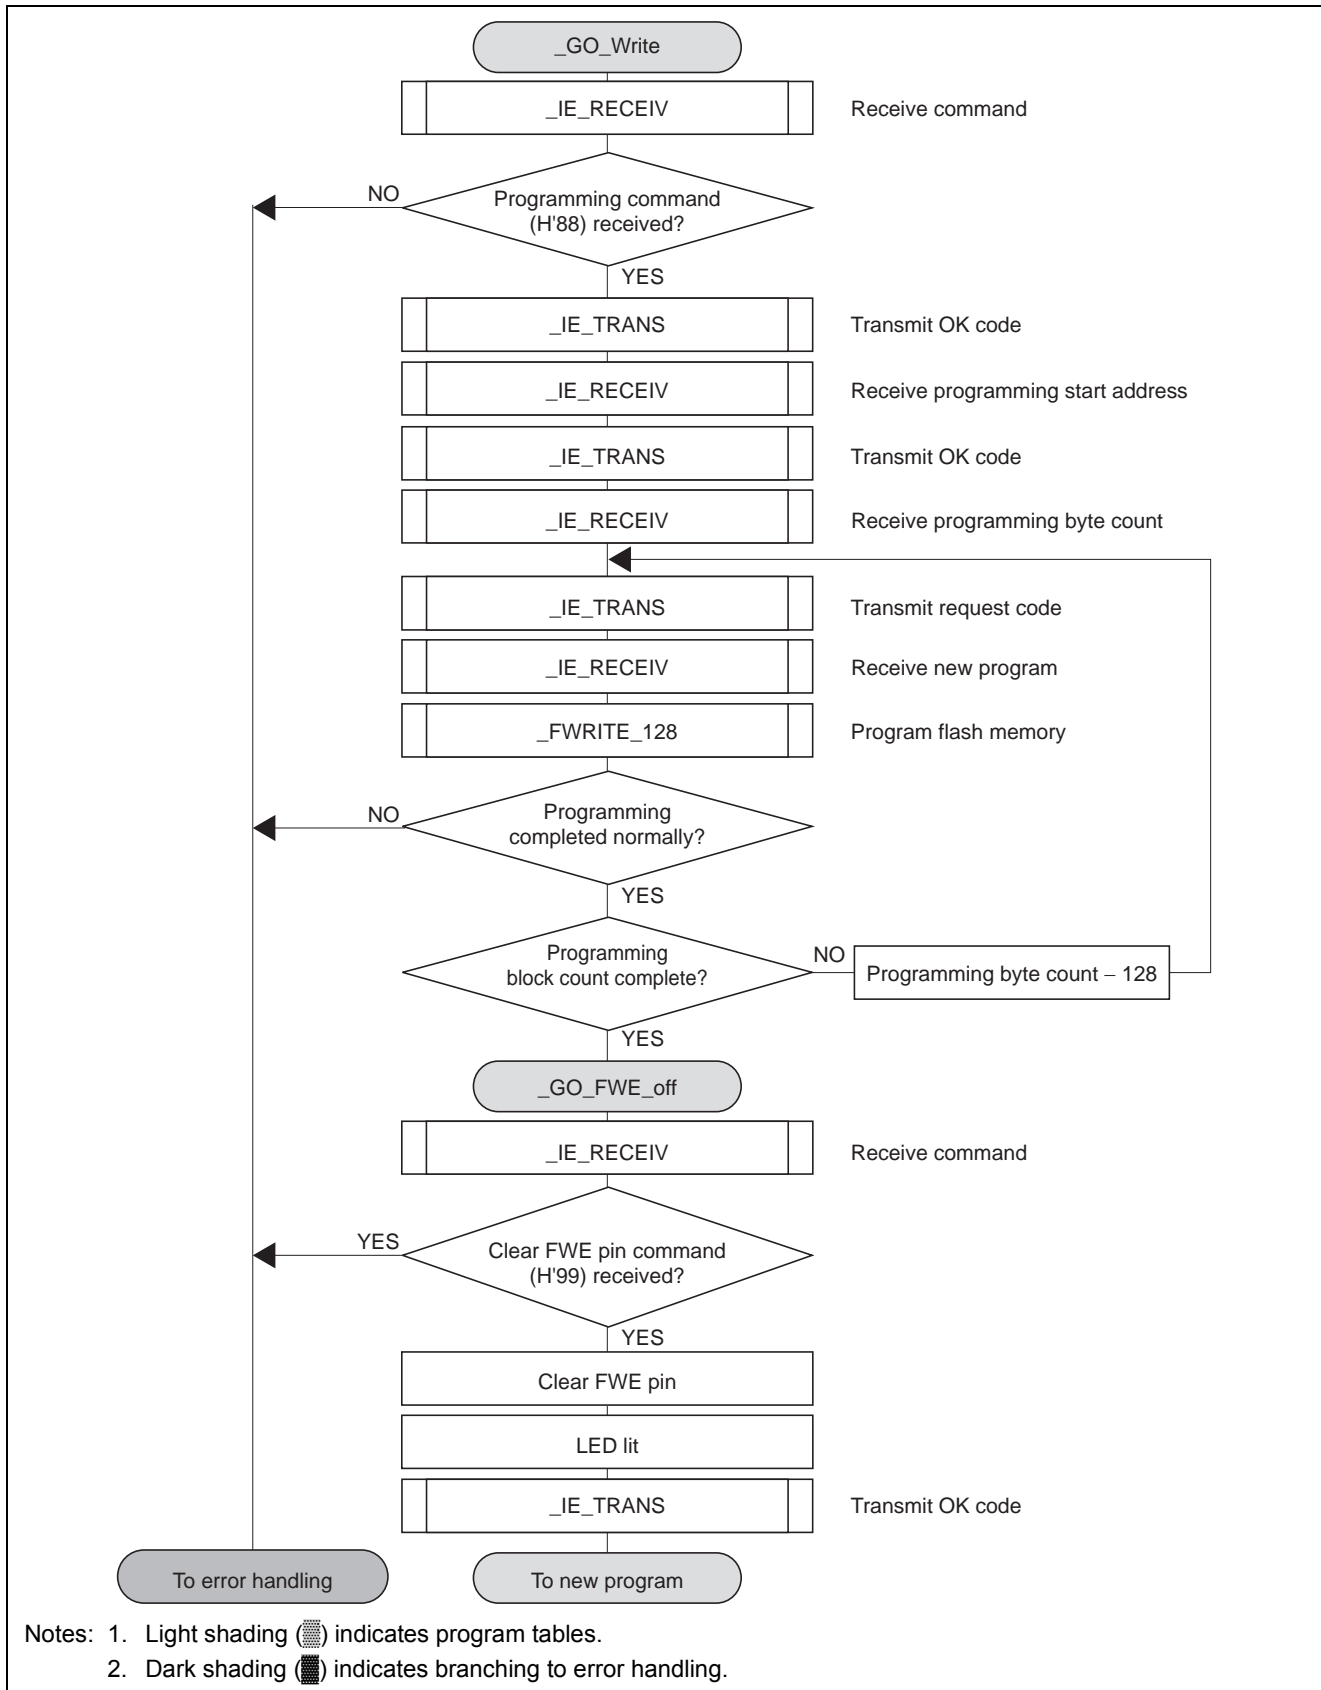 _GO_Write
_IE_RECEIV
Receive command
NO
Programming command
(H'88) received?
YES
_IE_TRANS
Transmit OK code
_IE_RECEIV
Receive programming start address
_IE_TRANS
Transmit OK code
_IE_RECEIV
Receive programming byte count
_IE_TRANS
Transmit request code
_IE_RECEIV
Receive new program
_FWRITE_128
Program flash memory
NO
Programming
completed normally?
YES
Programming
block count complete?
NO
Programming byte count – 128
YES
_GO_FWE_off
_IE_RECEIV
Receive command
YES
Clear FWE pin command
(H'99) received?
YES
Clear FWE pin
LED lit
_IE_TRANS
Transmit OK code
To error handling
To new program
Notes: 1. Light shading (▒) indicates program tables.
2. Dark shading (▓) indicates branching to error handling.